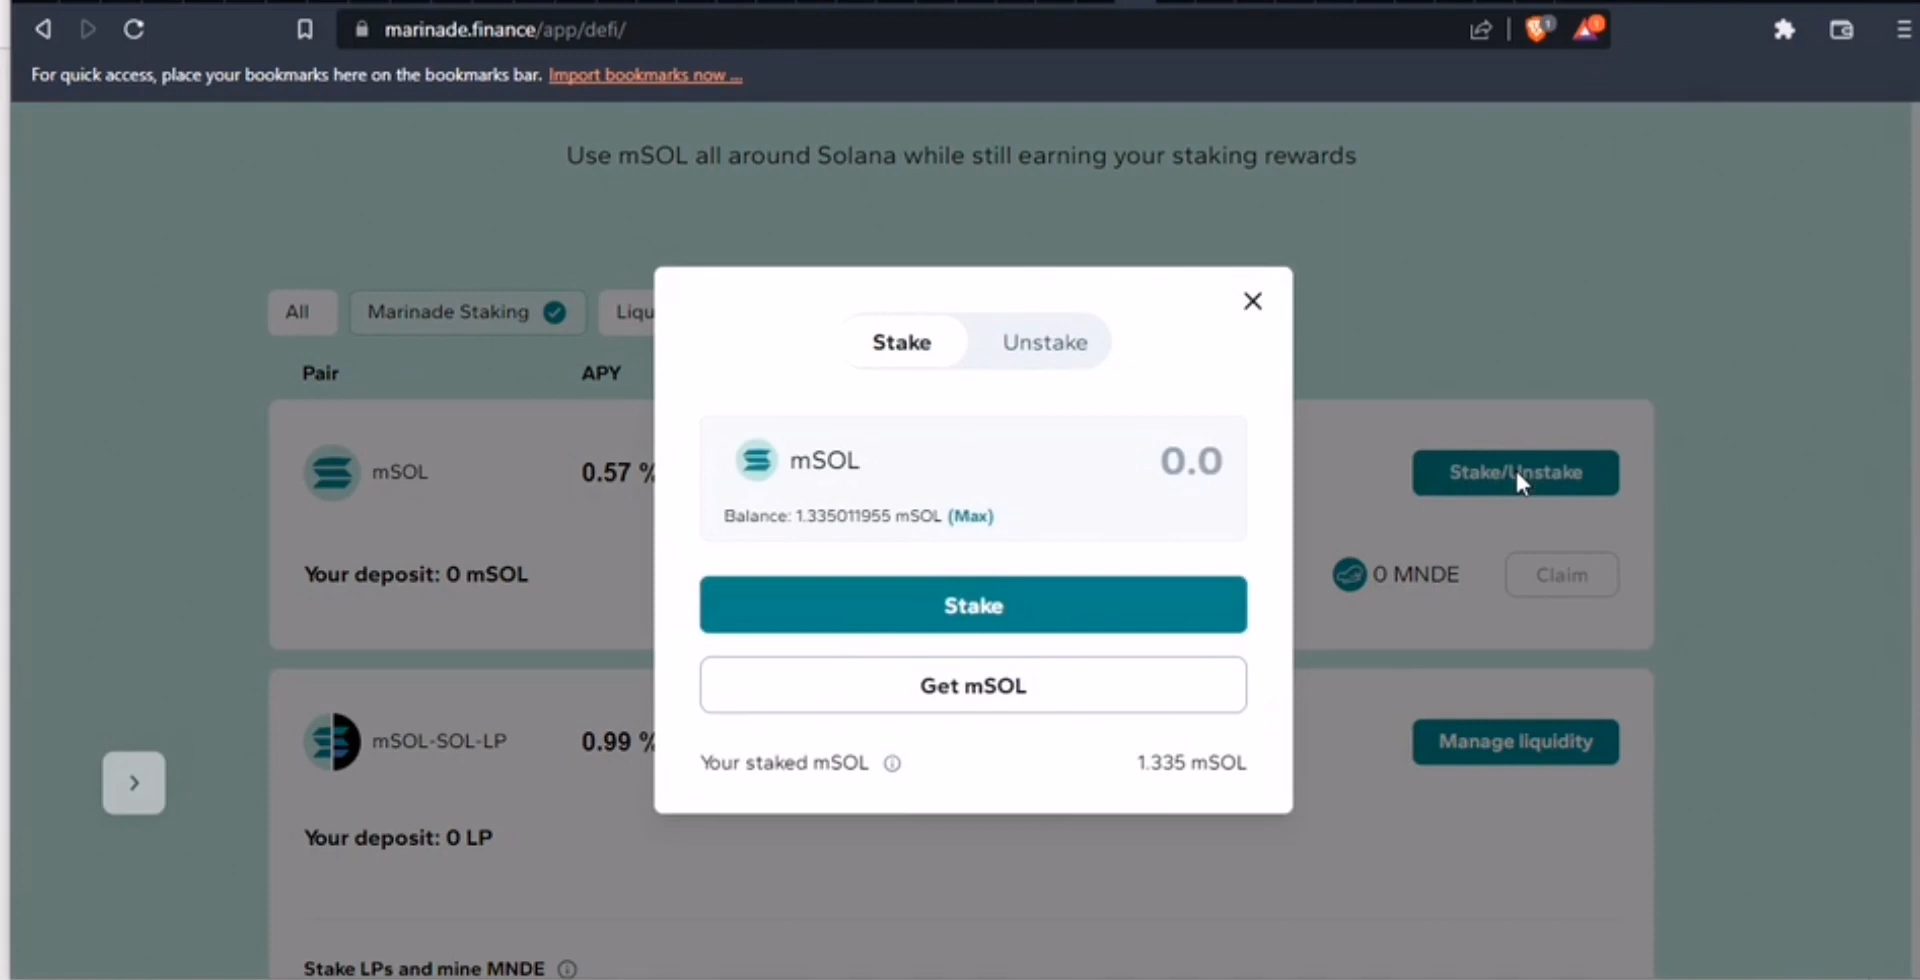 marinade.finance/app/defi/
1
1
For quick access, place your bookmarks here on the bookmarks bar. Import bookmarks now ...
Use mSOL all around Solana while still earning your staking rewards
All
Marinade Staking
Liqu
Pair
APY
mSOL
0.57 %
Stake/Unstake
Your deposit: 0 mSOL
0 MNDE
Claim
mSOL-SOL-LP
0.99 %
Manage liquidity
Your deposit: 0 LP
Stake LPs and mine MNDE
Stake
Unstake
mSOL
0.0
Balance: 1.335011955 mSOL (Max)
Stake
Get mSOL
Your staked mSOL
1.335 mSOL